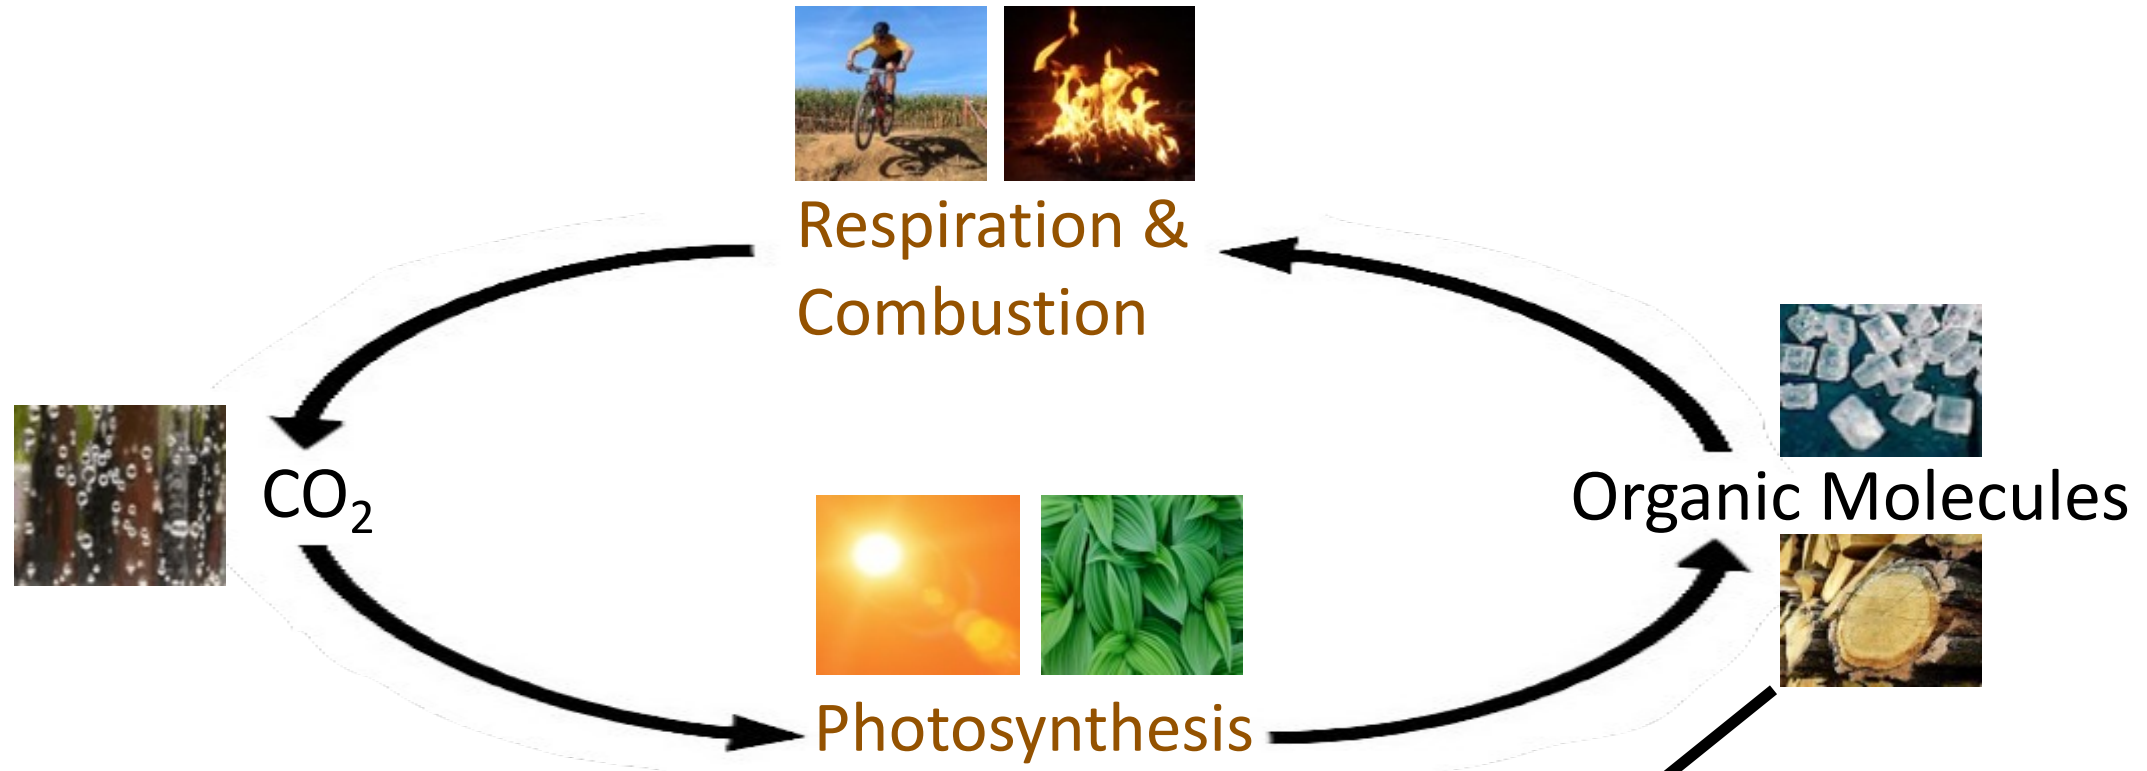 Respiration &
Combustion
CO₂
Organic Molecules
Photosynthesis